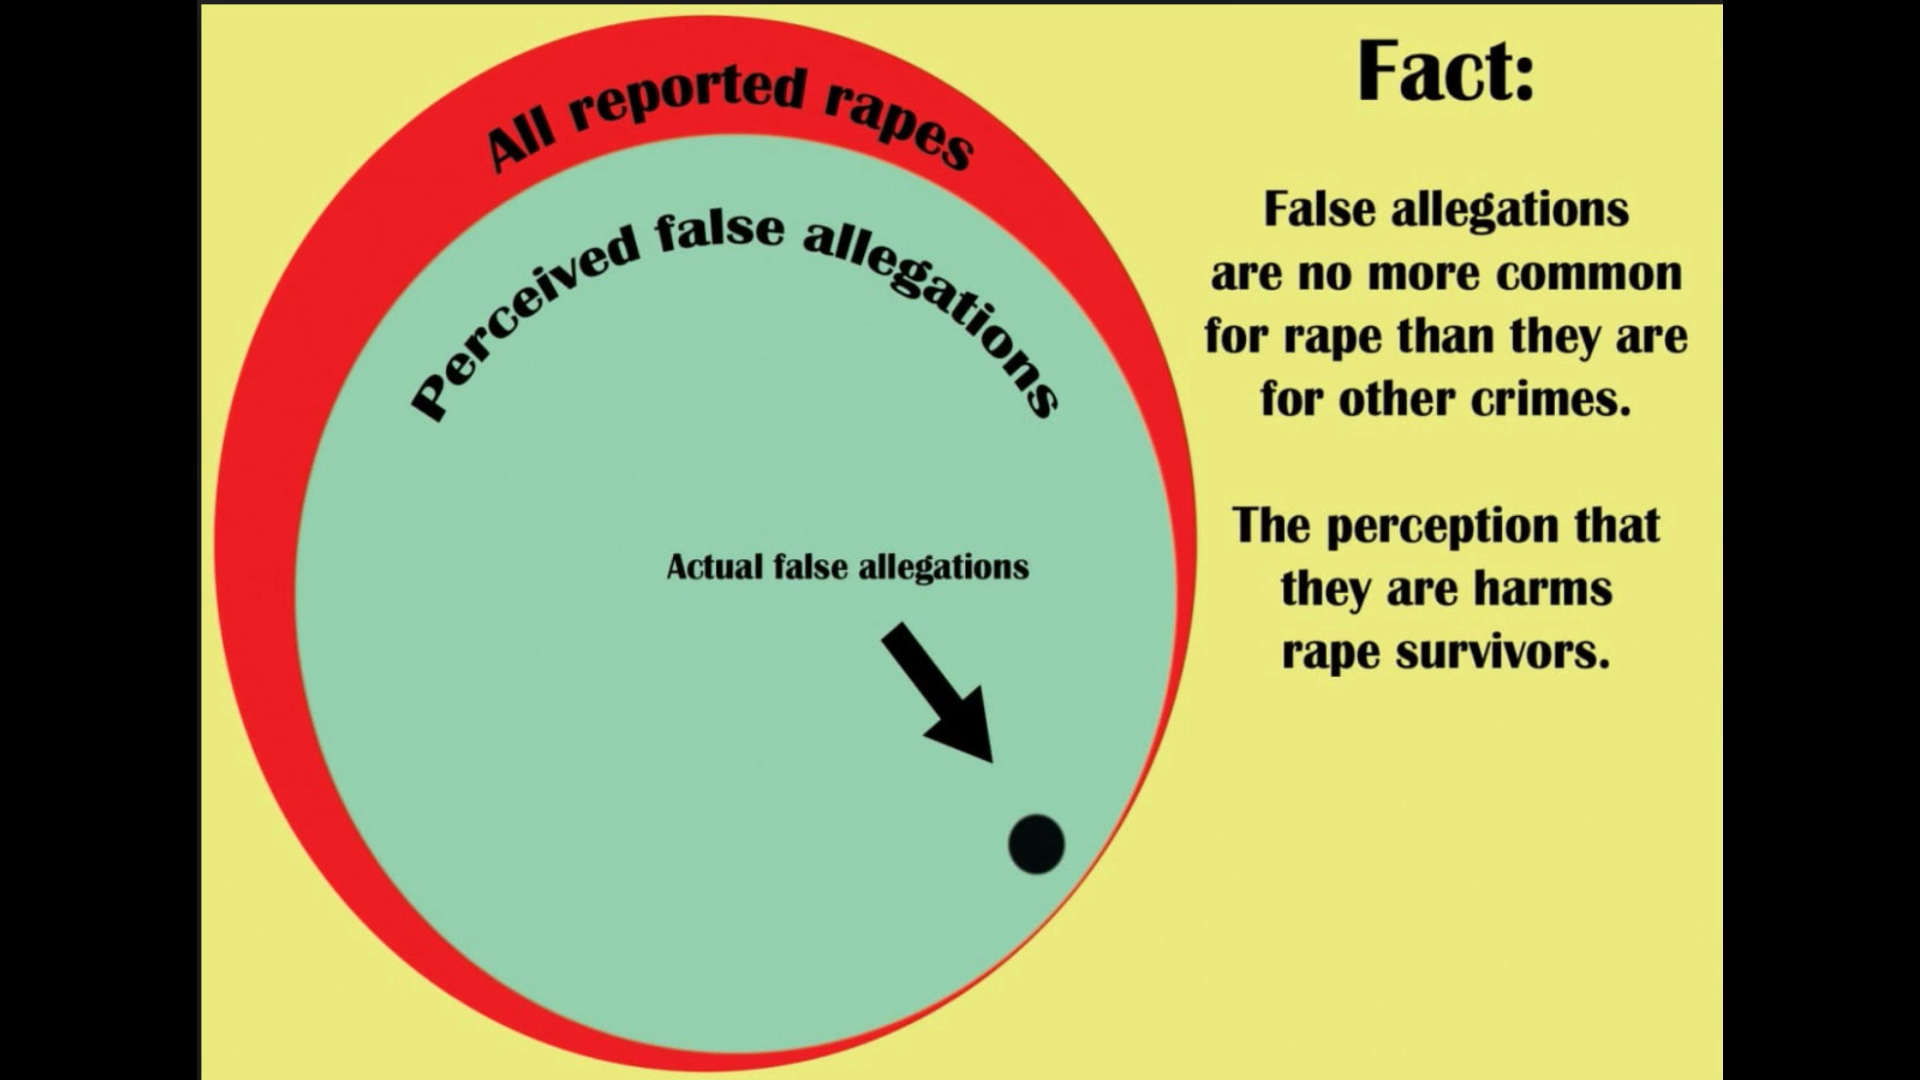 All reported rapes
Perceived false allegations
Actual false allegations
Fact:
False allegations
are no more common
for rape than they are
for other crimes.
The perception that
they are harms
rape survivors.